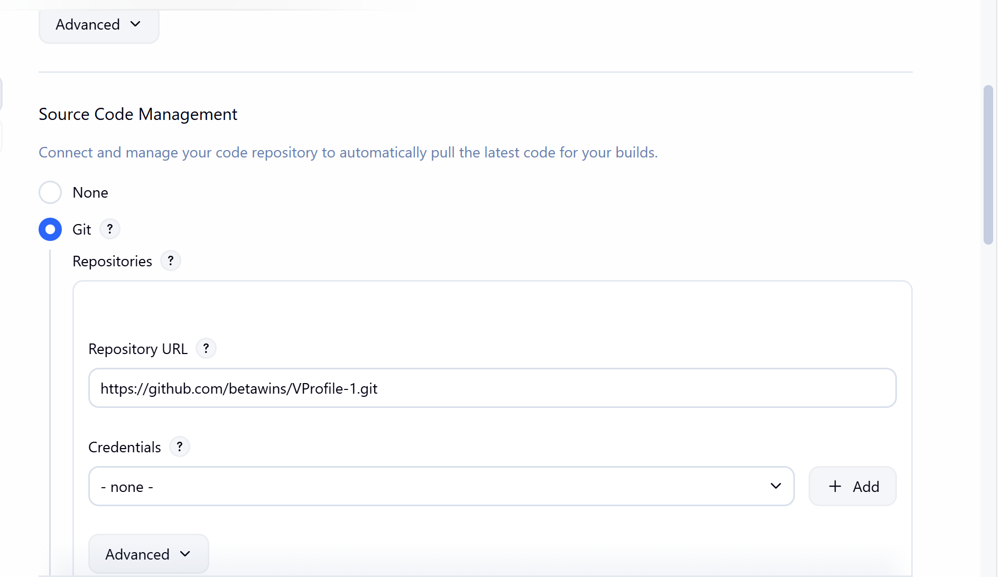 Advanced
Source Code Management
Connect and manage your code repository to automatically pull the latest code for your builds.
None
Git ?
Repositories ?
Repository URL ?
https://github.com/betawins/VProfile-1.git
Credentials ?
- none -
+ Add
Advanced